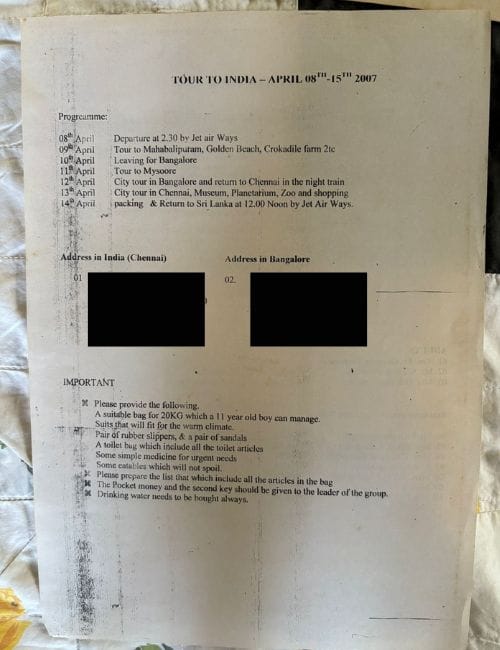 TOUR TO INDIA – APRIL 08TH-15TH 2007
Programme:
08th April Departure at 2.30 by Jet air Ways
09th April Tour to Mahabalipuram, Golden Beach, Crokadile farm 2tc
10th April Leaving for Bangalore
11th April Tour to Mysoore
12th April City tour in Bangalore and return to Chennai in the night train
13th April City tour in Chennai, Museum, Planetarium, Zoo and shopping
14th April packing & Return to Sri Lanka at 12.00 Noon by Jet Air Ways.
Address in India (Chennai) Address in Bangalore
01 02.
IMPORTANT
Please provide the following.
A suitable bag for 20KG which a 11 year old boy can manage.
Suits that will fit for the warm climate.
Pair of rubber slippers, & a pair of sandals
A toilet bag which include all the toilet articles
Some simple medicine for urgent needs
Some eatables which will not spoil.
Please prepare the list that which include all the articles in the bag
The Pocket money and the second key should be given to the leader of the group.
Drinking water needs to be bought always.